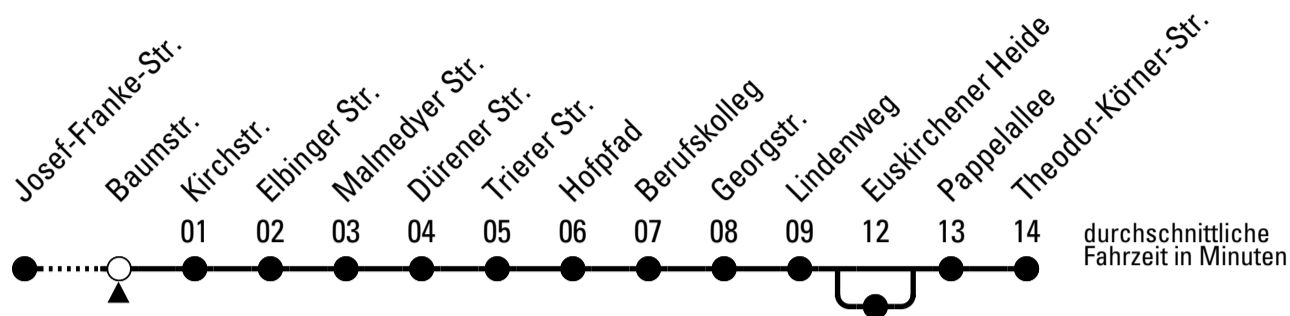 Josef-Franke-Str.
Baumstr.
Kirchstr.
Elbinger Str.
Malmedyer Str.
Dürener Str.
Trierer Str.
Hofpfad
Berufskolleg
Georgstr.
Lindenweg
Euskirchener Heide
Pappelallee
Theodor-Körner-Str.
01 02 03 04 05 06 07 08 09 12 13 14
durchschnittliche
Fahrzeit in Minuten